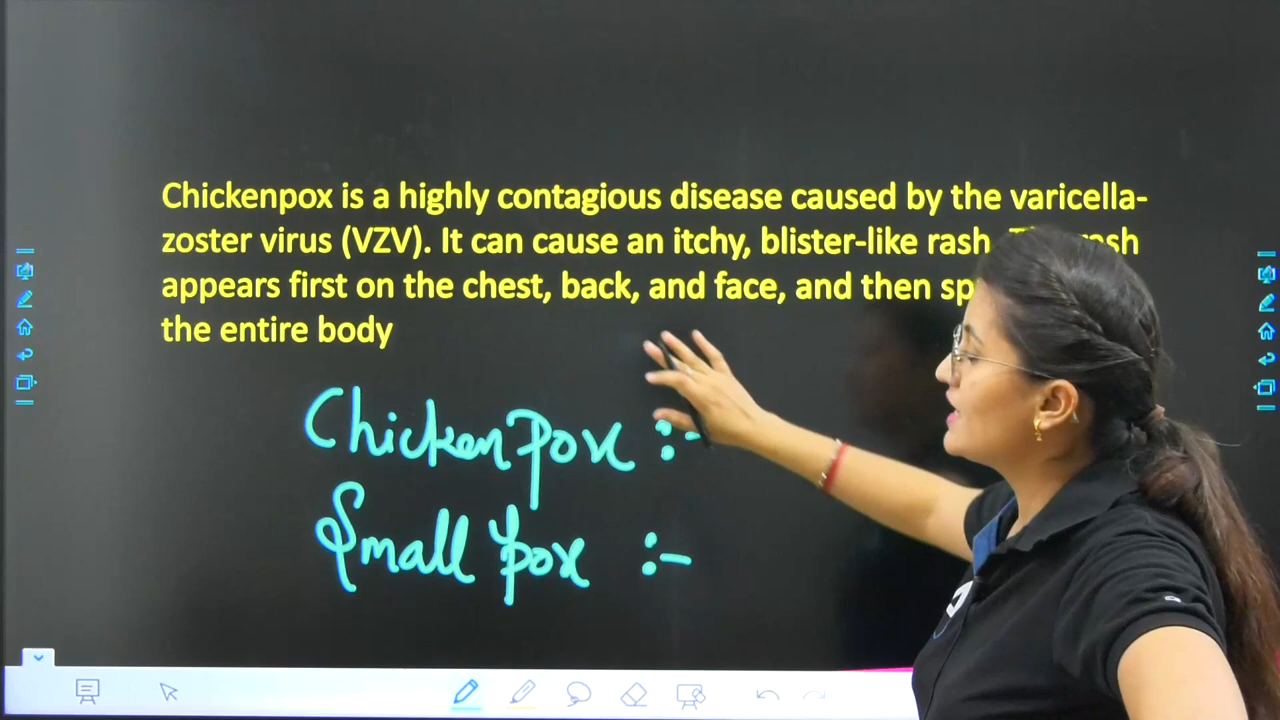 Chickenpox is a highly contagious disease caused by the varicella-
zoster virus (VZV). It can cause an itchy, blister-like rash
appears first on the chest, back, and face, and then
the entire body
Chickenpox :-
Small pox :-